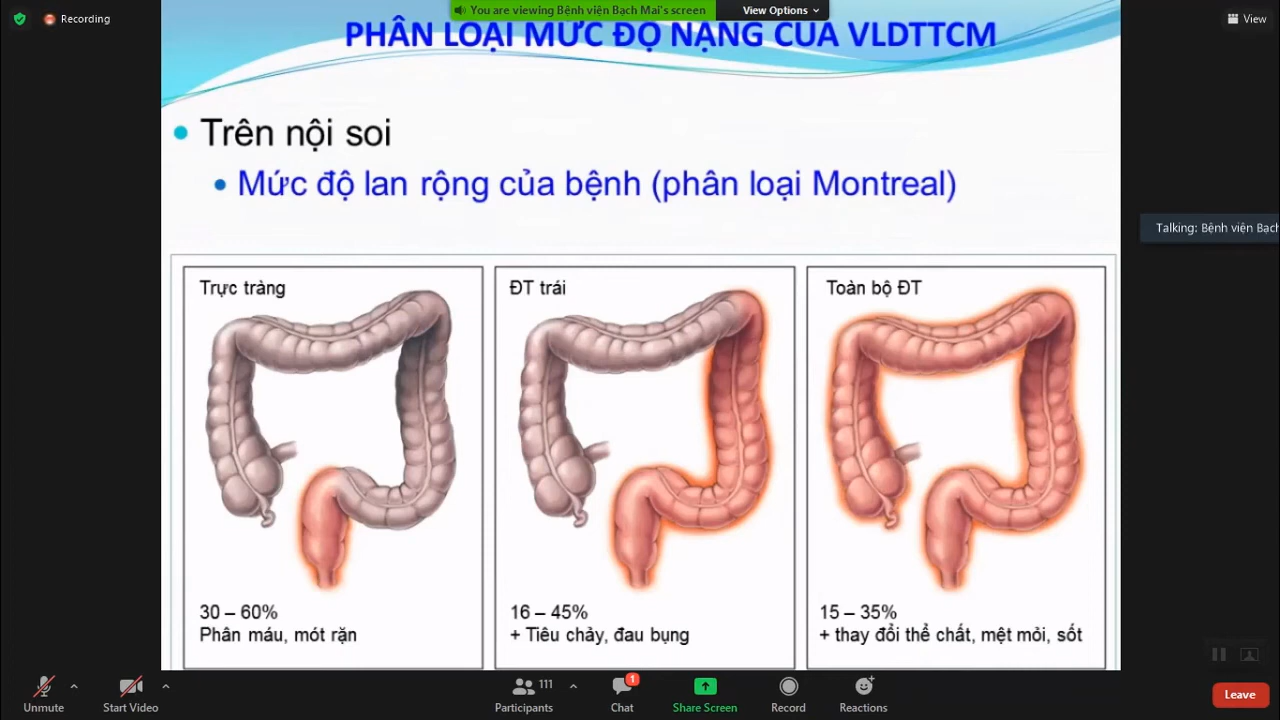 Recording
You are viewing Bệnh viện Bạch Mai's screen
View Options
View
PHÂN LOẠI MỨC ĐỘ NẶNG CỦA VLDTTCM
Trên nội soi
Mức độ lan rộng của bệnh (phân loại Montreal)
Talking: Bệnh viện Bạch
Trực tràng
ĐT trái
Toàn bộ ĐT
30 – 60%
Phân máu, mót rặn
16 – 45%
+ Tiêu chảy, đau bụng
15 – 35%
+ thay đổi thể chất, mệt mỏi, sốt
Unmute
Start Video
Participants
111
Chat
1
Share Screen
Record
Reactions
Leave